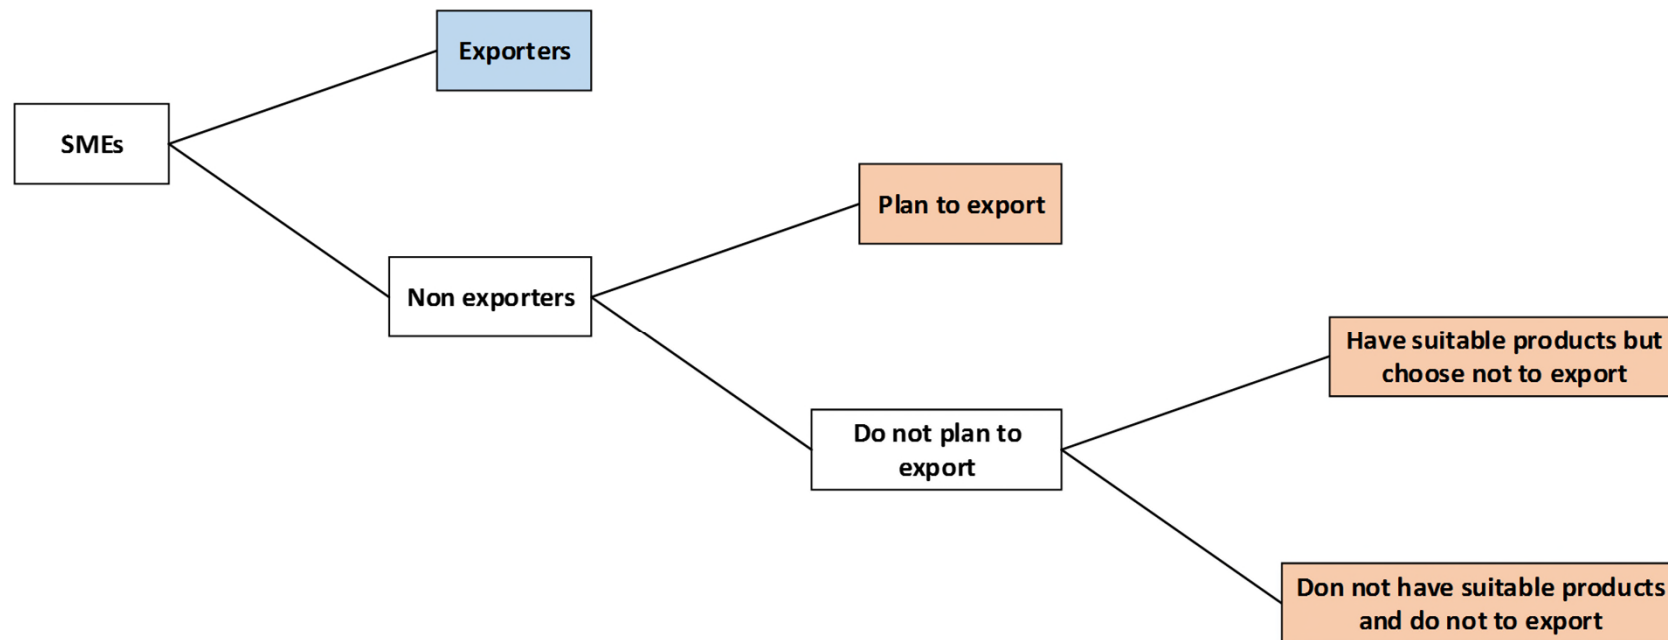 Exporters
SMEs
Plan to export
Non exporters
Have suitable products but
choose not to export
Do not plan to
export
Don not have suitable products
and do not to export